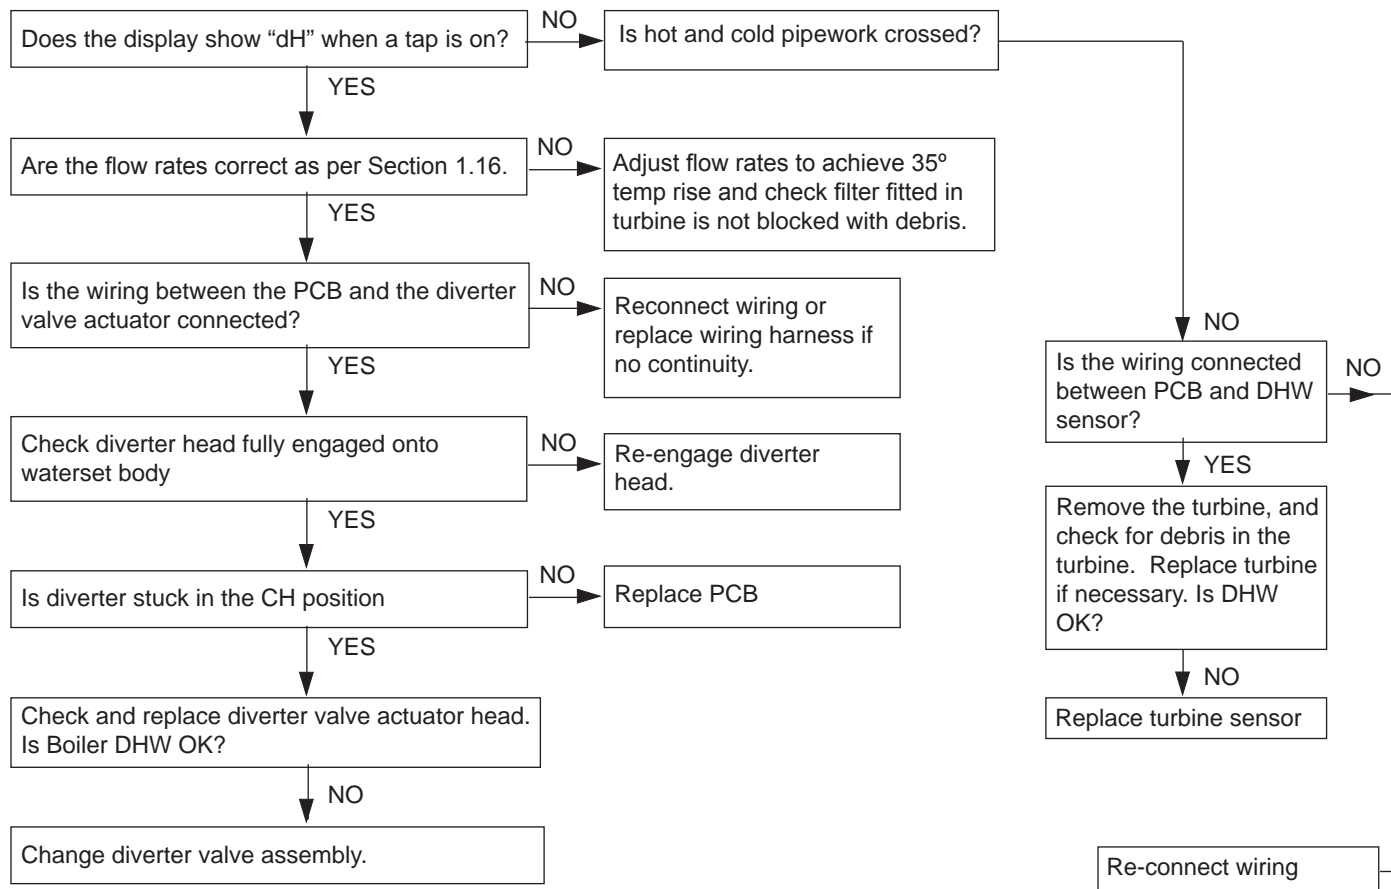 Does the display show “dH” when a tap is on?
NO
Is hot and cold pipework crossed?
YES
Are the flow rates correct as per Section 1.16.
NO
Adjust flow rates to achieve 35º
temp rise and check filter fitted in
turbine is not blocked with debris.
YES
Is the wiring between the PCB and the diverter
valve actuator connected?
NO
Reconnect wiring or
replace wiring harness if
no continuity.
YES
Check diverter head fully engaged onto
waterset body
NO
Re-engage diverter
head.
YES
Is diverter stuck in the CH position
NO
Replace PCB
YES
Check and replace diverter valve actuator head.
Is Boiler DHW OK?
NO
Change diverter valve assembly.
NO
Is the wiring connected
between PCB and DHW
sensor?
NO
YES
Remove the turbine, and
check for debris in the
turbine.  Replace turbine
if necessary. Is DHW
OK?
NO
Replace turbine sensor
Re-connect wiring